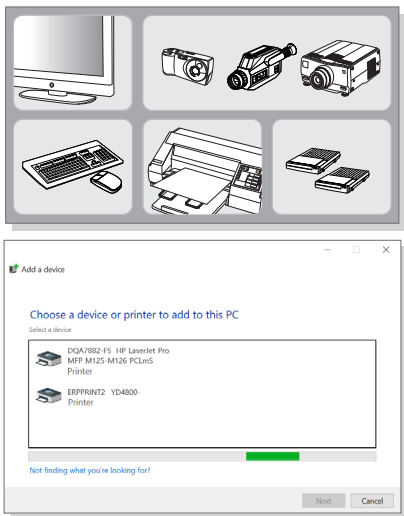 Add a device
Choose a device or printer to add to this PC
Select a device
DQA7882-F5 HP LaserJet Pro
MFP M125-M126 PCLmS
Printer
ERPPRINT2 YD4800-
Printer
Not finding what you're looking for?
Next Cancel